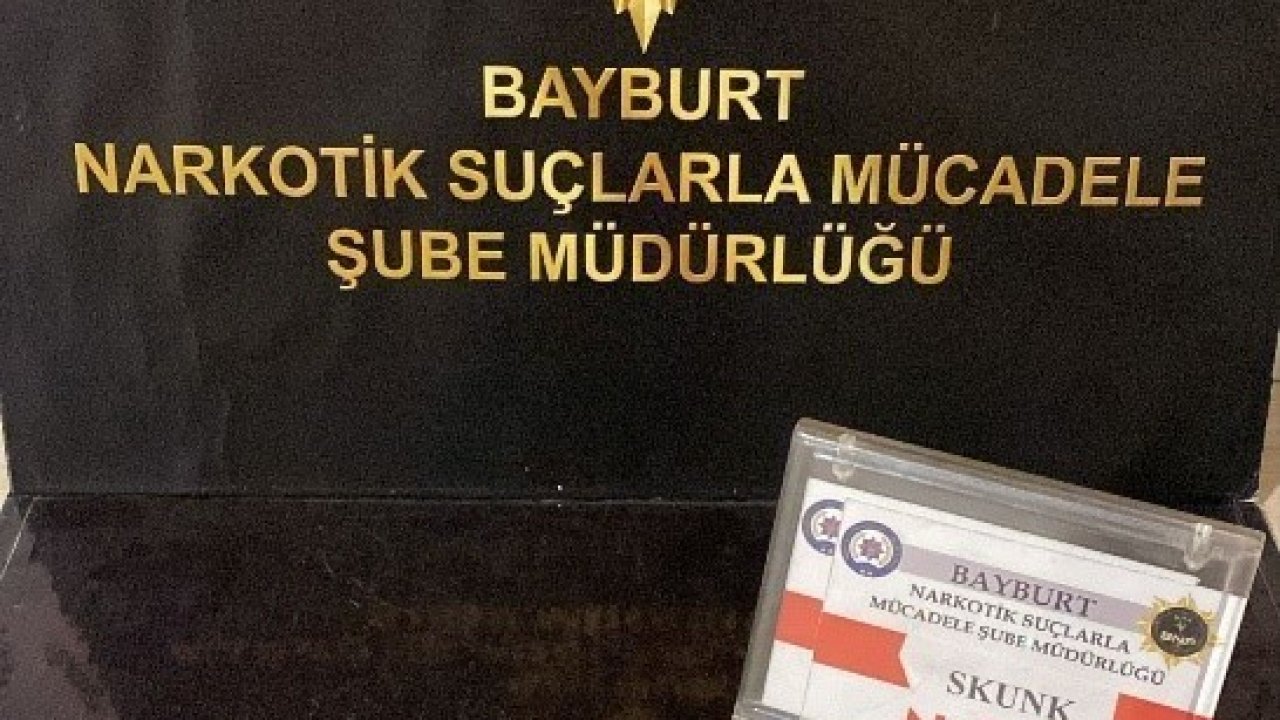 BAYBURT
NARKOTİK SUÇLARLA MÜCADELE
ŞUBE MÜDÜRLÜĞÜ
BAYBURT
NARKOTİK SUÇLARLA
MÜCADELE ŞUBE MÜDÜRLÜĞÜ
SKUNK